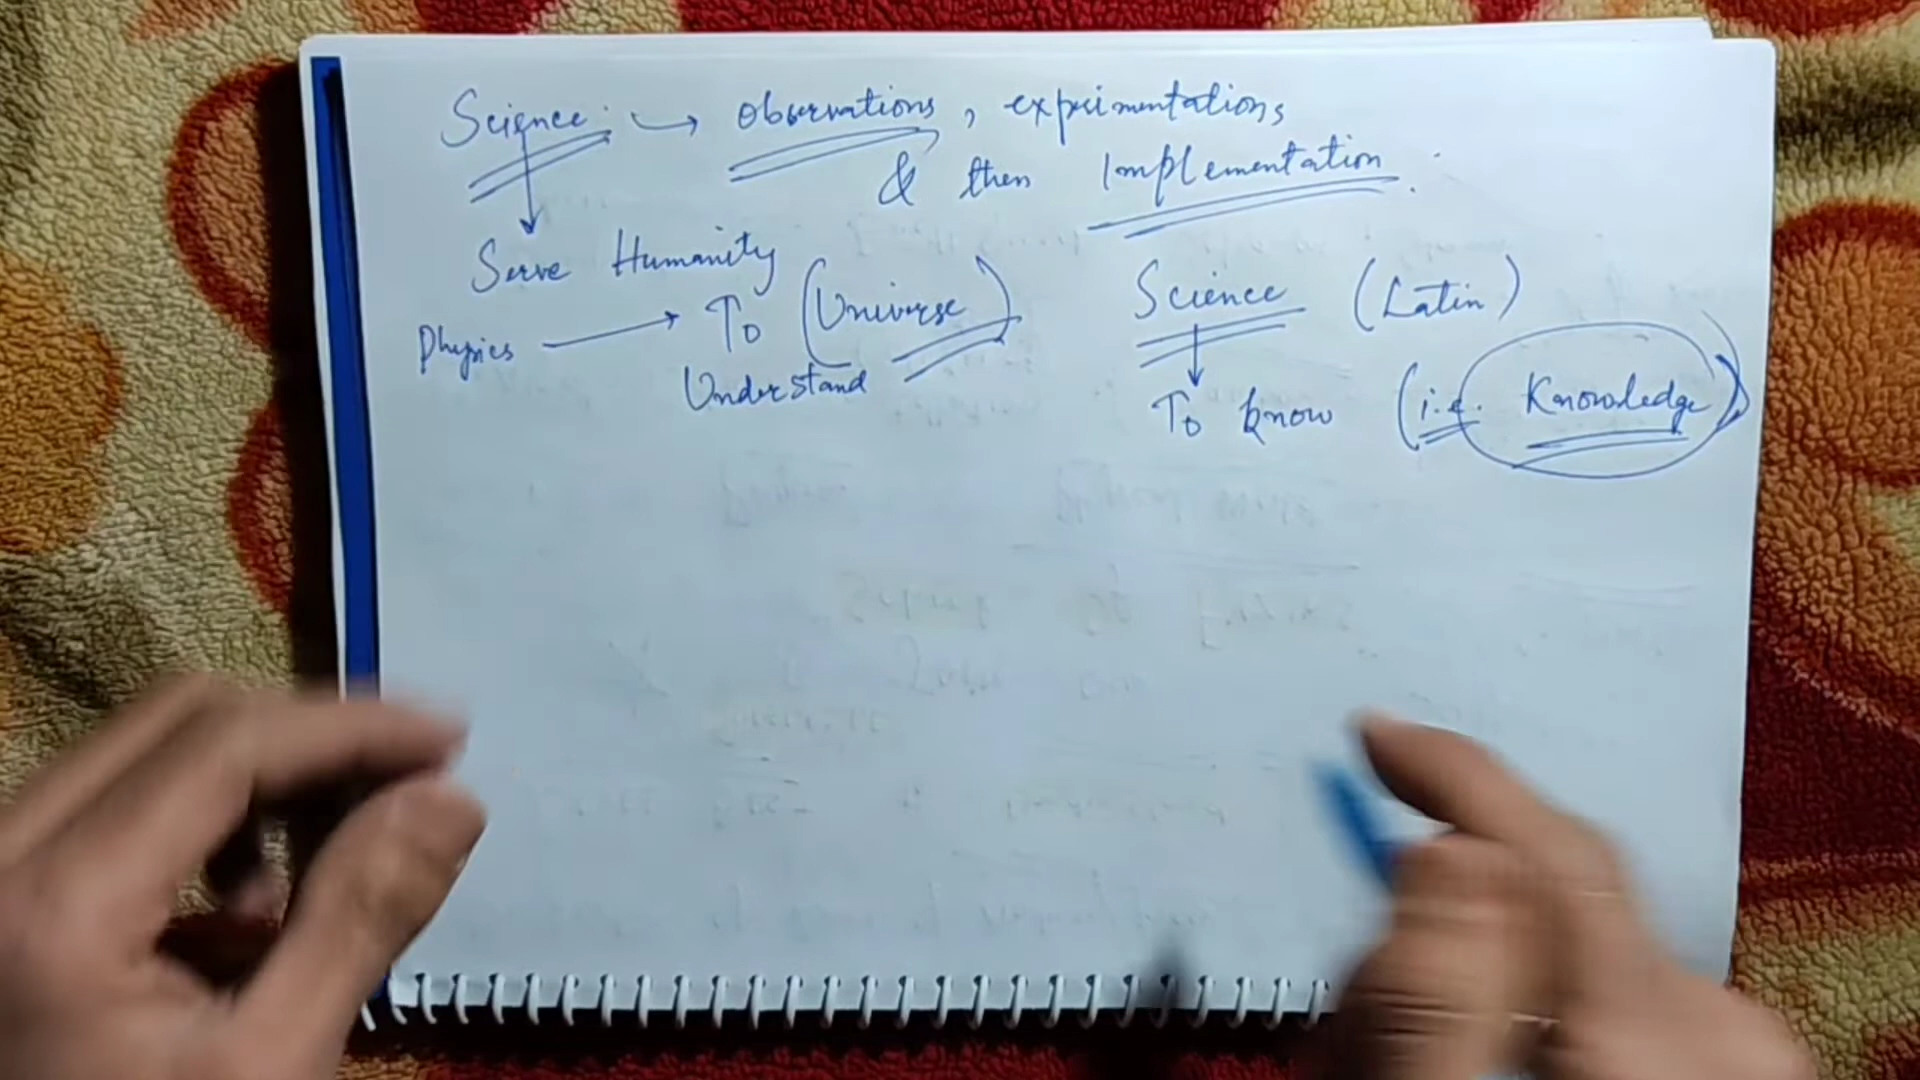 Science → observations, experimentations
& then Implementation.
↓
Serve Humanity
Physics → To (Universe)
Understand
Science (Latin)
↓
To know (i.e. Knowledge)